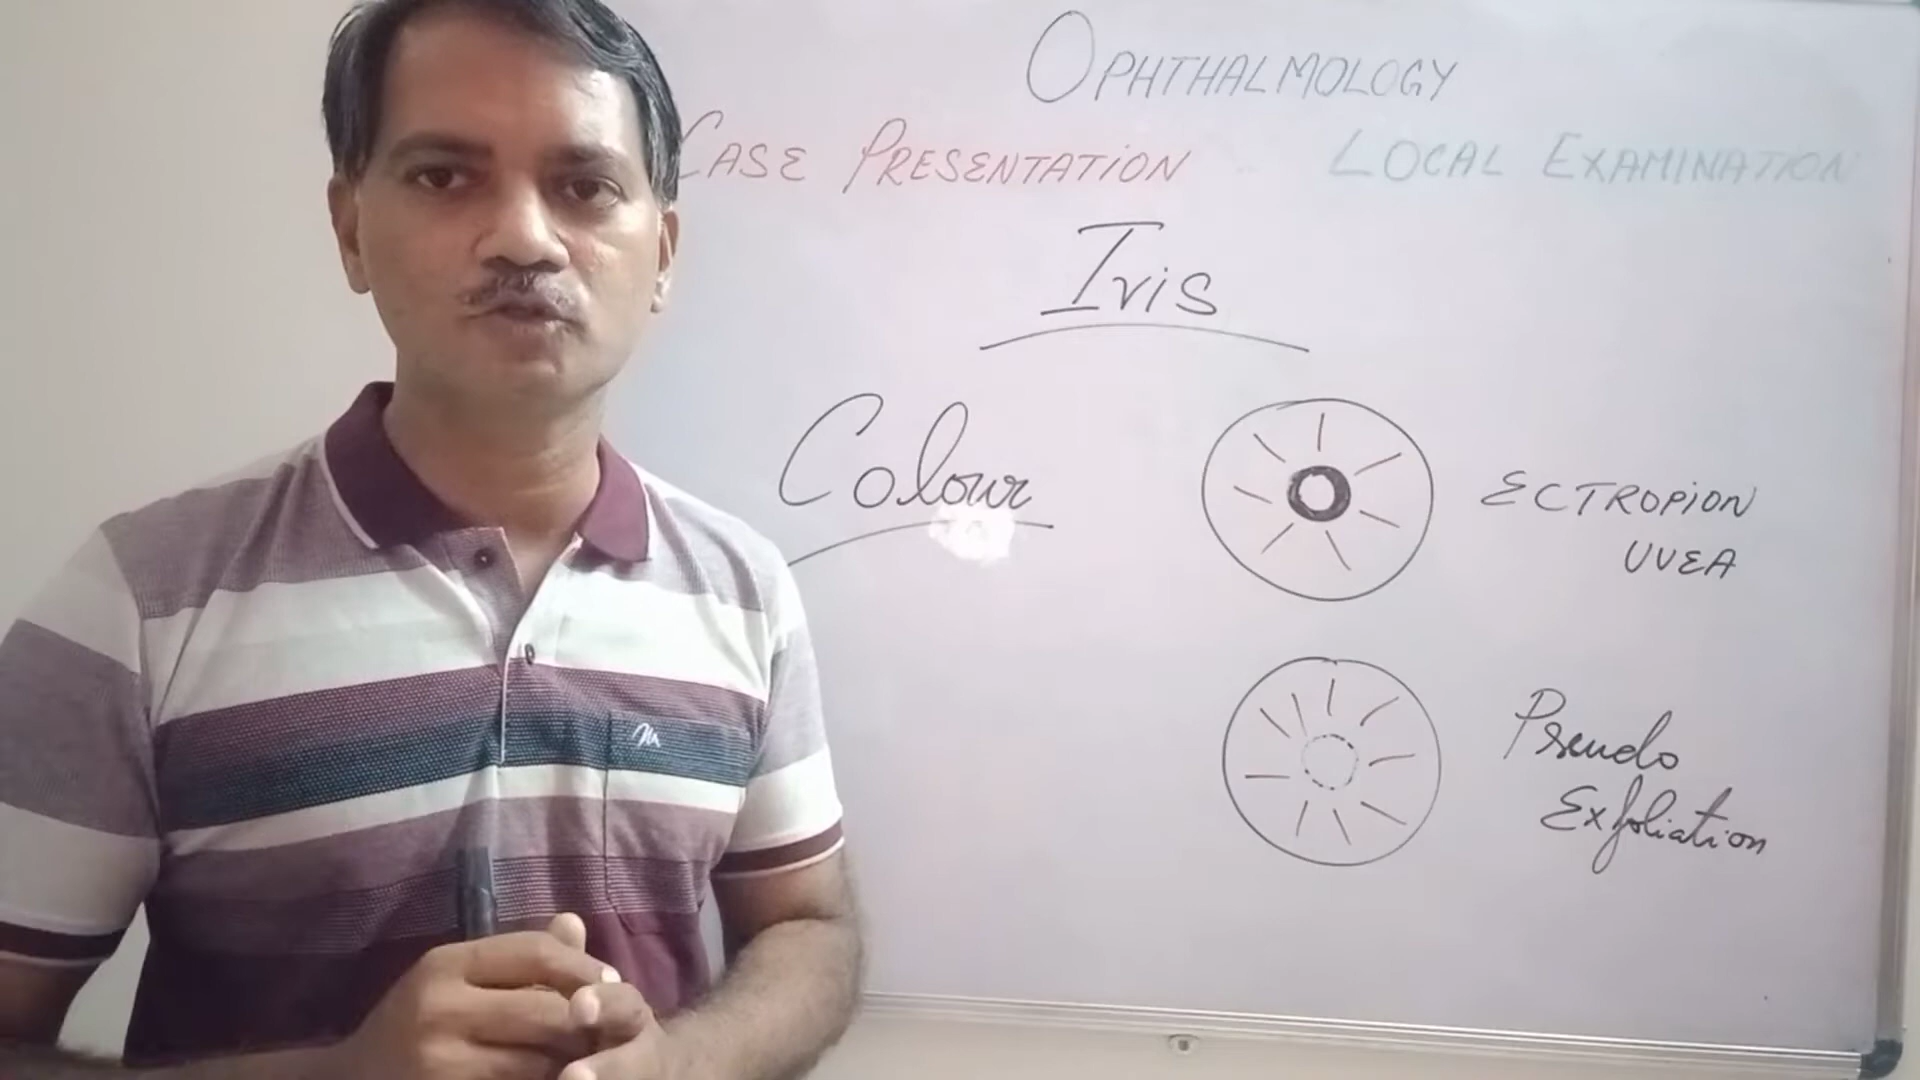 OPHTHALMOLOGY
CASE PRESENTATION - LOCAL EXAMINATION
Iris
Colour
ECTROPION
UVEA
Pseudo
Exfoliation